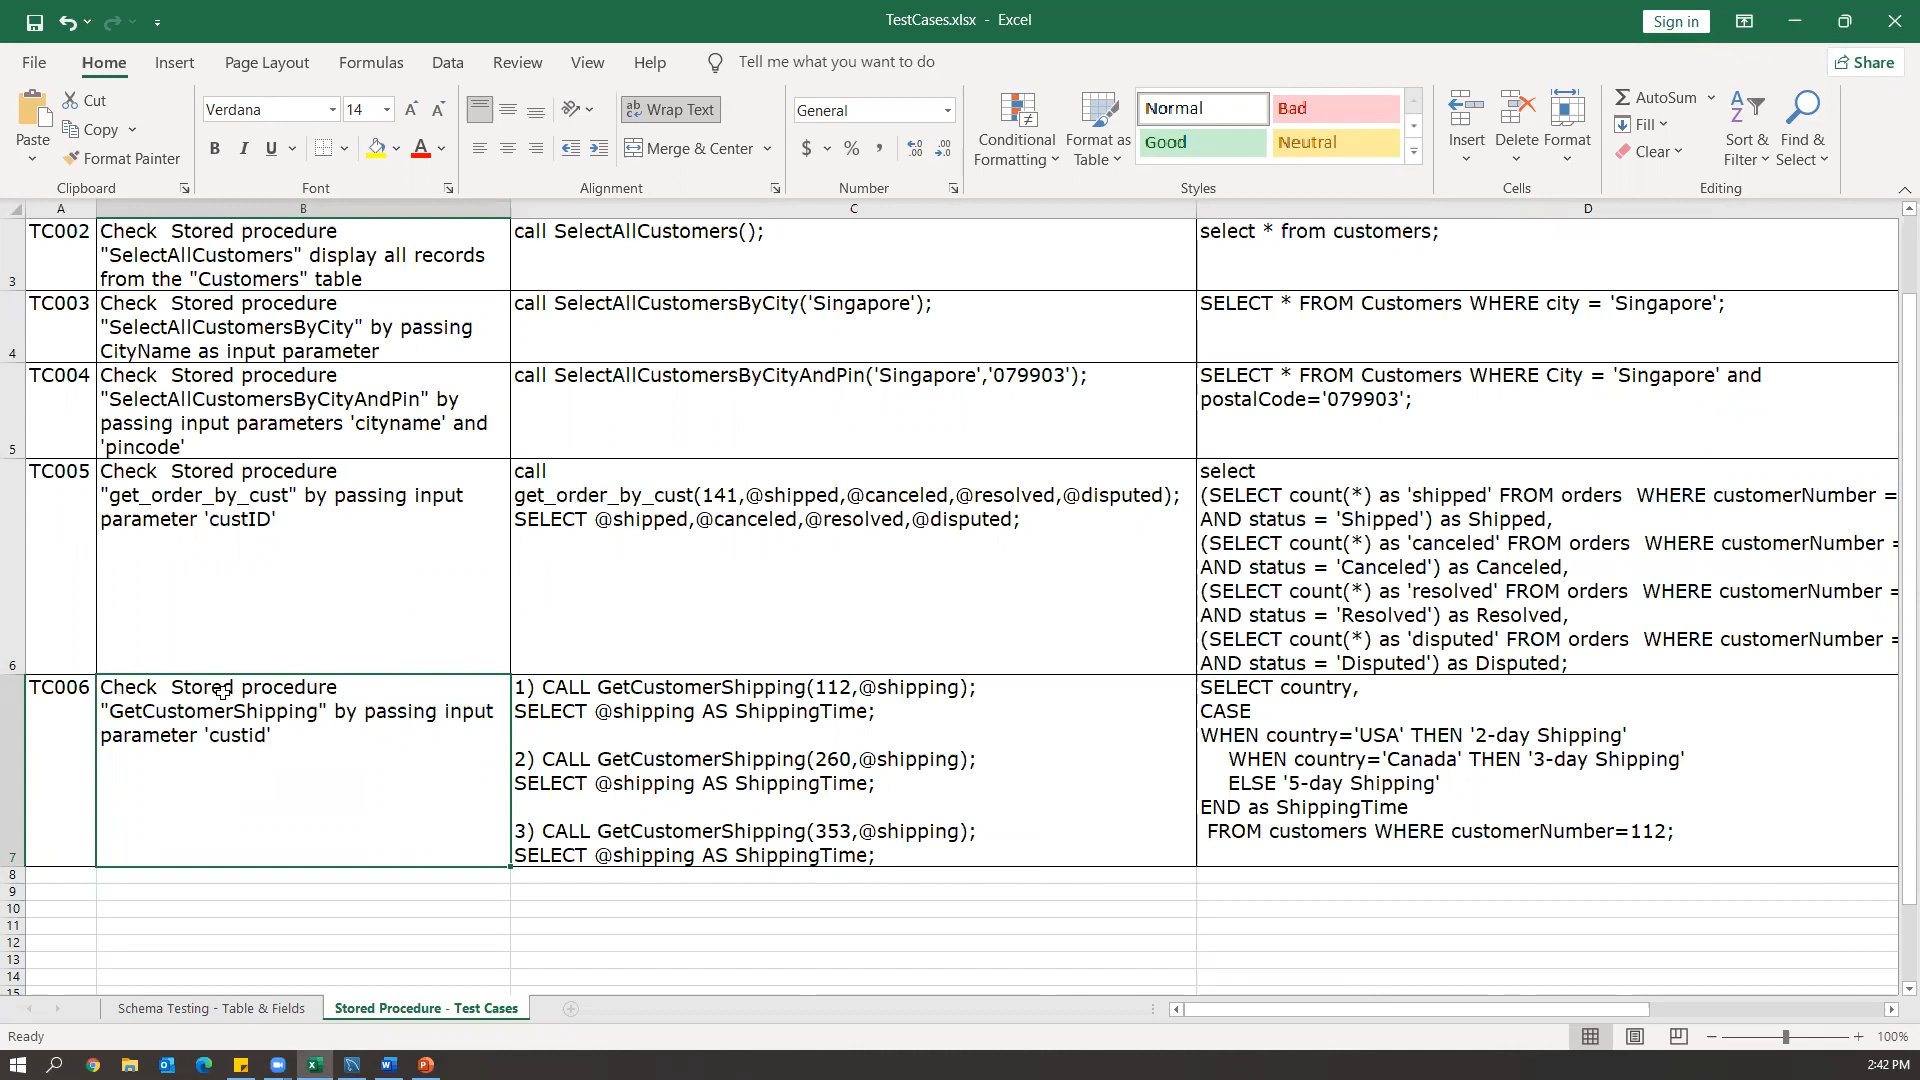 TestCases.xlsx - Excel
Sign in
File Home Insert Page Layout Formulas Data Review View Help Tell me what you want to do
Share
Paste
Cut
Copy
Format Painter
Clipboard
Verdana 14
B I U
Font
Wrap Text
Merge & Center
Alignment
General
$ % ,
Number
Conditional Formatting
Format as Table
Normal Bad
Good Neutral
Styles
Insert Delete Format
Cells
AutoSum
Fill
Clear
Sort & Filter
Find & Select
Editing
A B C D
3
TC002
Check  Stored procedure
"SelectAllCustomers" display all records
from the "Customers" table
call SelectAllCustomers();
select * from customers;
4
TC003
Check  Stored procedure
"SelectAllCustomersByCity" by passing
CityName as input parameter
call SelectAllCustomersByCity('Singapore');
SELECT * FROM Customers WHERE city = 'Singapore';
5
TC004
Check  Stored procedure
"SelectAllCustomersByCityAndPin" by
passing input parameters 'cityname' and
'pincode'
call SelectAllCustomersByCityAndPin('Singapore','079903');
SELECT * FROM Customers WHERE City = 'Singapore' and
postalCode='079903';
6
TC005
Check  Stored procedure
"get_order_by_cust" by passing input
parameter 'custID'
call
get_order_by_cust(141,@shipped,@canceled,@resolved,@disputed);
SELECT @shipped,@canceled,@resolved,@disputed;
select
(SELECT count(*) as 'shipped' FROM orders  WHERE customerNumber =
AND status = 'Shipped') as Shipped,
(SELECT count(*) as 'canceled' FROM orders  WHERE customerNumber =
AND status = 'Canceled') as Canceled,
(SELECT count(*) as 'resolved' FROM orders  WHERE customerNumber =
AND status = 'Resolved') as Resolved,
(SELECT count(*) as 'disputed' FROM orders  WHERE customerNumber =
AND status = 'Disputed') as Disputed;
7
TC006
Check  Stored procedure
"GetCustomerShipping" by passing input
parameter 'custid'
1) CALL GetCustomerShipping(112,@shipping);
SELECT @shipping AS ShippingTime;
2) CALL GetCustomerShipping(260,@shipping);
SELECT @shipping AS ShippingTime;
3) CALL GetCustomerShipping(353,@shipping);
SELECT @shipping AS ShippingTime;
SELECT country,
CASE
WHEN country='USA' THEN '2-day Shipping'
WHEN country='Canada' THEN '3-day Shipping'
ELSE '5-day Shipping'
END as ShippingTime
FROM customers WHERE customerNumber=112;
8
9
10
11
12
13
14
15
Schema Testing - Table & Fields
Stored Procedure - Test Cases
Ready
100%
2:42 PM